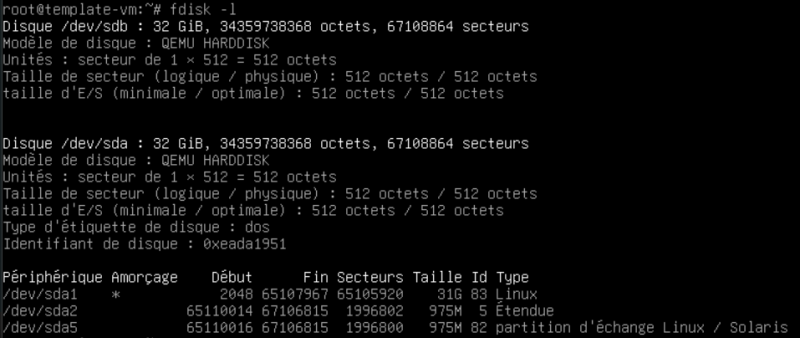 root@template-vm:~# fdisk -l
Disque /dev/sdb : 32 GiB, 34359738368 octets, 67108864 secteurs
Modèle de disque : QEMU HARDDISK
Unités : secteur de 1 × 512 = 512 octets
Taille de secteur (logique / physique) : 512 octets / 512 octets
taille d'E/S (minimale / optimale) : 512 octets / 512 octets
Disque /dev/sda : 32 GiB, 34359738368 octets, 67108864 secteurs
Modèle de disque : QEMU HARDDISK
Unités : secteur de 1 × 512 = 512 octets
Taille de secteur (logique / physique) : 512 octets / 512 octets
taille d'E/S (minimale / optimale) : 512 octets / 512 octets
Type d'étiquette de disque : dos
Identifiant de disque : 0xeada1951
Périphérique Amorçage Début Fin Secteurs Taille Id Type
/dev/sda1 * 2048 65107967 65105920 31G 83 Linux
/dev/sda2 65110014 67106815 1996802 975M 5 Étendue
/dev/sda5 65110016 67106815 1996800 975M 82 partition d'échange Linux / Solaris